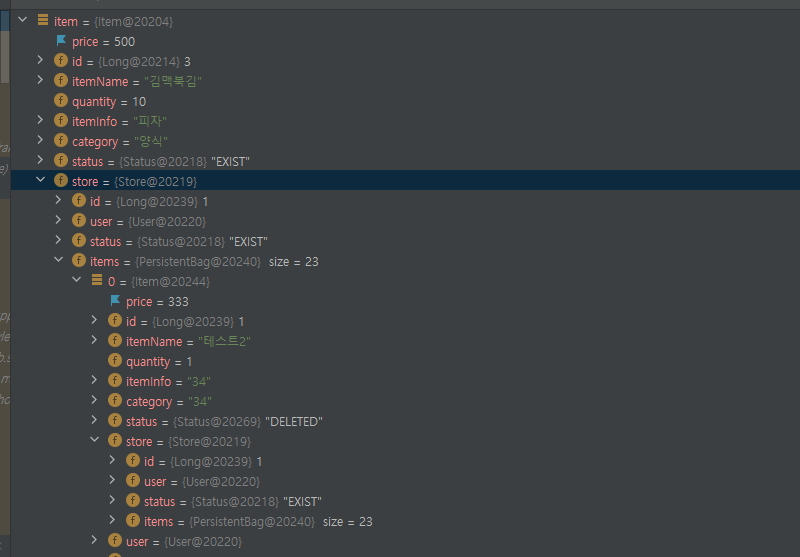 item = {Item@20204}
price = 500
id = {Long@20214} 3
itemName = "김맥북김"
quantity = 10
itemInfo = "피자"
category = "양식"
status = {Status@20218} "EXIST"
store = {Store@20219}
id = {Long@20239} 1
user = {User@20220}
status = {Status@20218} "EXIST"
items = {PersistentBag@20240} size = 23
0 = {Item@20244}
price = 333
id = {Long@20239} 1
itemName = "테스트2"
quantity = 1
itemInfo = "34"
category = "34"
status = {Status@20269} "DELETED"
store = {Store@20219}
id = {Long@20239} 1
user = {User@20220}
status = {Status@20218} "EXIST"
items = {PersistentBag@20240} size = 23
user = {User@20220}